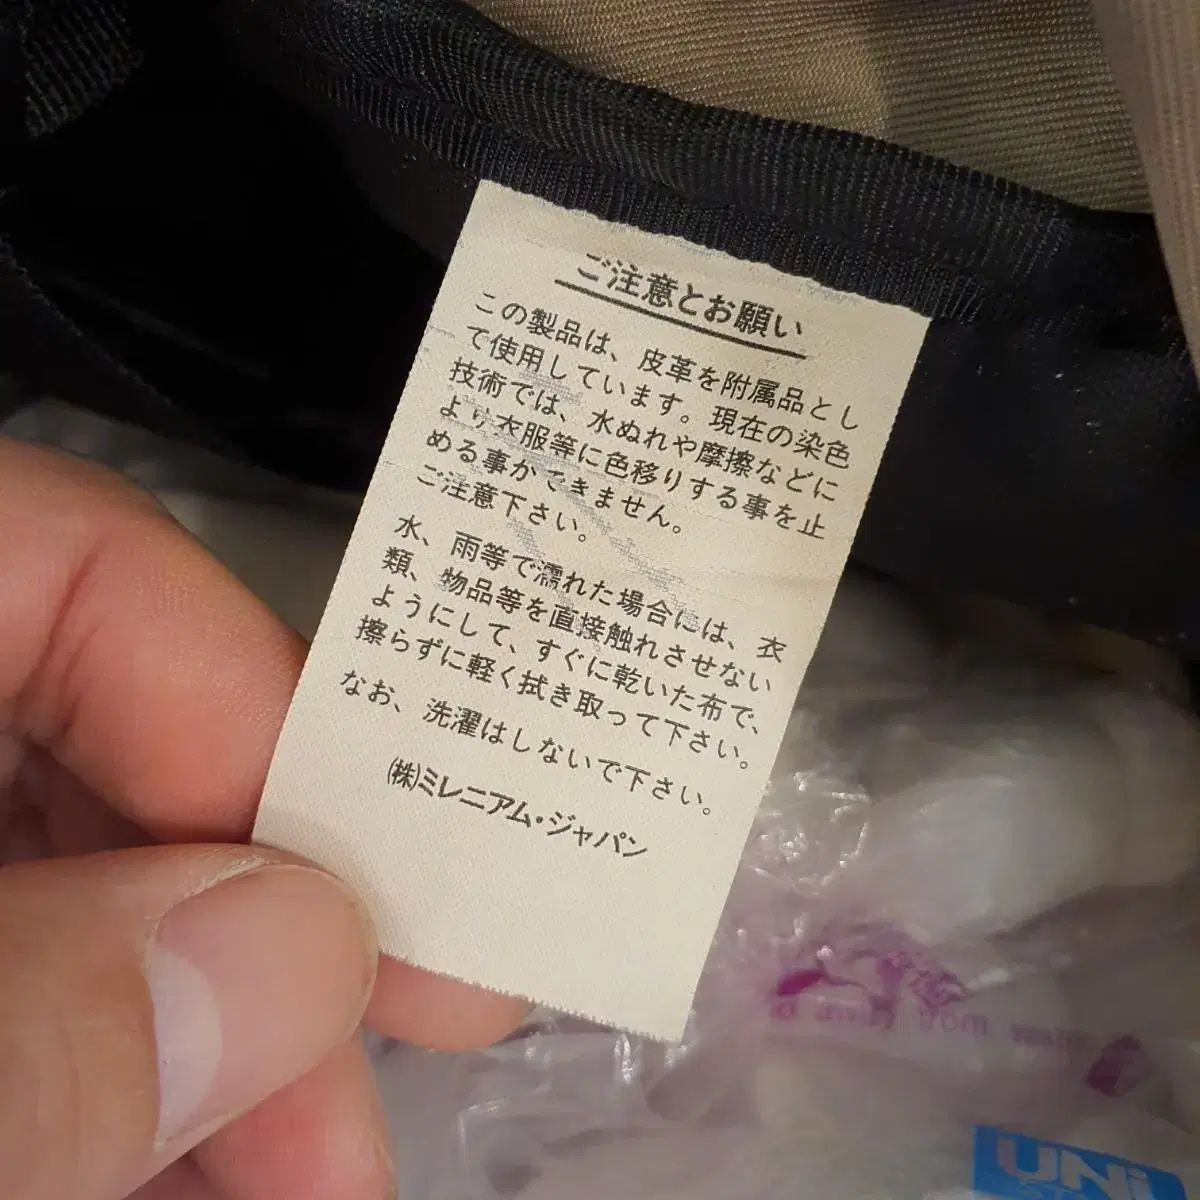 ご注意とお願い
この製品は、皮革を附属品とし
て使用しています。現在の染色
技術では、水ぬれや摩擦などに
より衣服等に色移りする事を止
める事ができません。
ご注意下さい。
水、雨等で濡れた場合には、衣
類、物品等を直接触れさせない
ようにして、すぐに乾いた布で、
擦らずに軽く拭き取って下さい。
なお、洗濯はしないで下さい。
㈱ミレニアム・ジャパン
away from
UNi